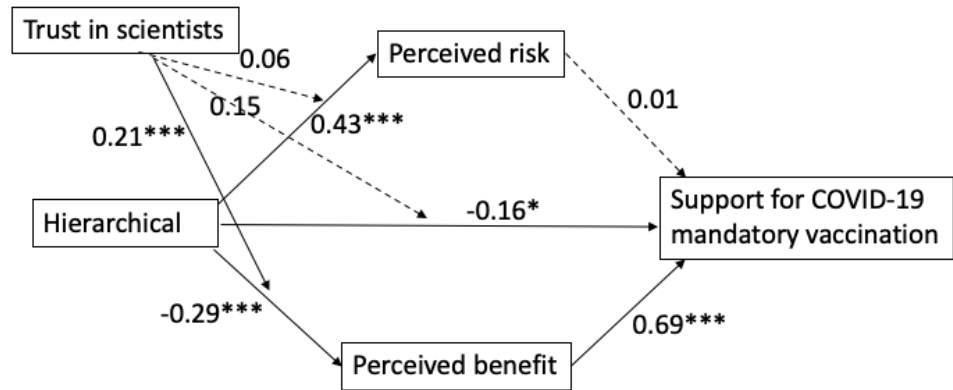 Trust in scientists
0.06
Perceived risk
0.15
0.01
0.21***
0.43***
Hierarchical
-0.16*
Support for COVID-19
mandatory vaccination
-0.29***
0.69***
Perceived benefit